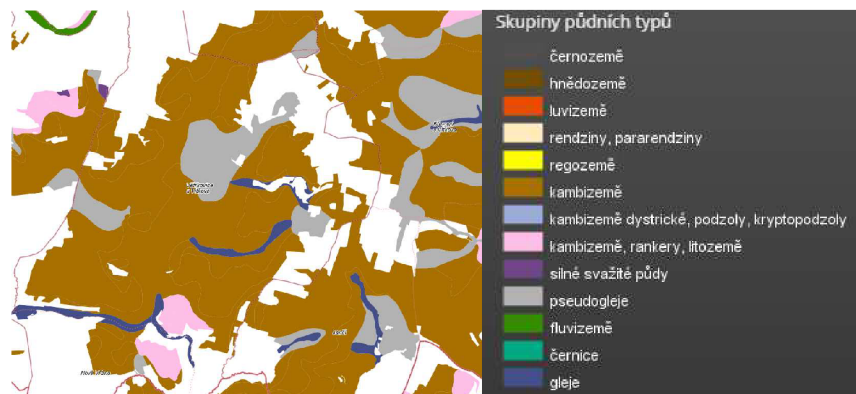 Skupiny půdních typů
černozemě
hnědozemě
luvizemě
rendziny, pararendziny
regozemě
kambizemě
kambizemě dystrické, podzoly, kryptopodzoly
kambizemě, rankery, litozemě
silně svažité půdy
pseudogleje
fluvizemě
černice
gleje